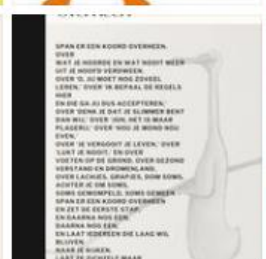 SPAN ER EEN KOORD OVERHEEN.
OVER
WAT JE HOORDE EN WAT NOOIT MEER
UIT JE HOOFD VERDWEEN.
OVER 'O, JIJ MOET NOG ZOVEEL
LEREN,' OVER 'IK BEPAAL DE REGELS
HIER
EN DIE GA JIJ DUS ACCEPTEREN,'
OVER 'DENK JE DAT JE SLIMMER BENT
DAN WIJ,' OVER 'JOH, HET IS MAAR
PLAGERIJ,' OVER 'HOU JE MOND NOU
EVEN,'
OVER 'JE VERGOOIT JE LEVEN,' OVER
'LUKT JE NOOIT,' EN OVER
VOETEN OP DE GROND, OVER GEZOND
VERSTAND EN DROMENLAND,
OVER LACHJES, GRAPJES, DOM SOMS,
ACHTER JE OM SOMS,
SOMS GEMOMPELD, SOMS GEMEEN
SPAN ER EEN KOORD OVERHEEN
EN ZET DE EERSTE STAP,
EN DAARNA NOG EEN,
DAARNA NOG EEN,
EN LAAT IEDEREEN DIE LAAG WIL
BLIJVEN
NAAR JE KIJKEN